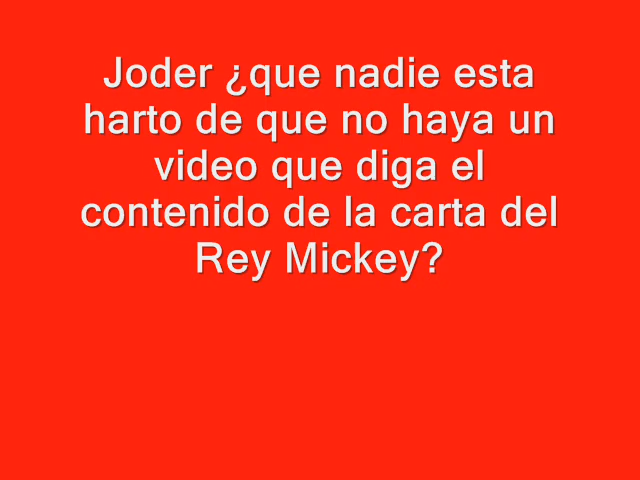 Joder ¿que nadie esta
harto de que no haya un
video que diga el
contenido de la carta del
Rey Mickey?